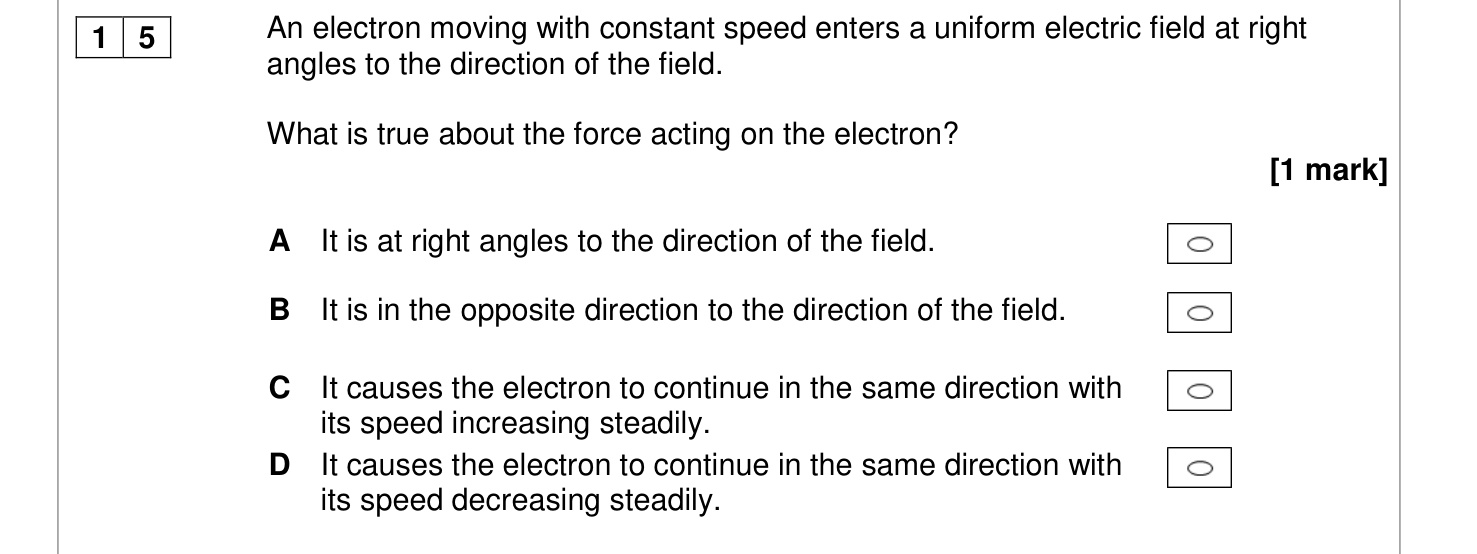 1 5 An electron moving with constant speed enters a uniform electric field at right
angles to the direction of the field.
What is true about the force acting on the electron?
[1 mark]
A It is at right angles to the direction of the field.
B It is in the opposite direction to the direction of the field.
C It causes the electron to continue in the same direction with
its speed increasing steadily.
D It causes the electron to continue in the same direction with
its speed decreasing steadily.